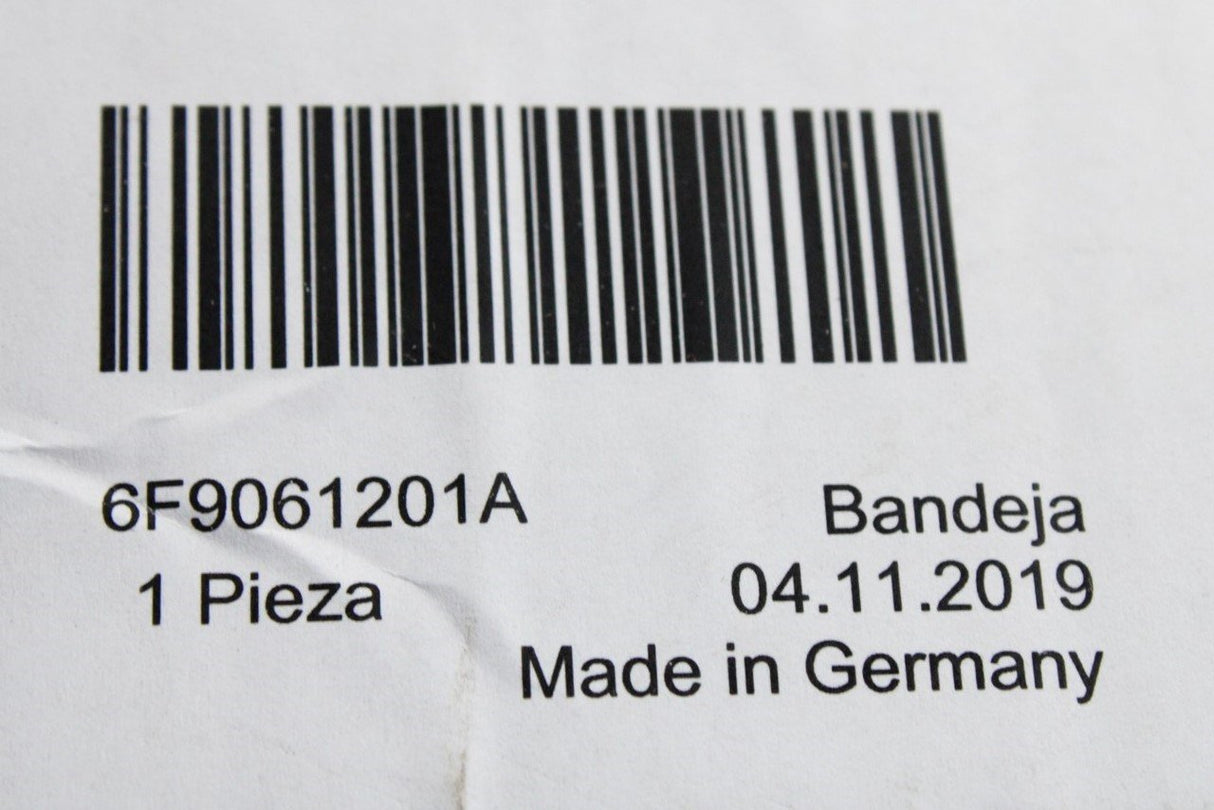 6F9061201A
Bandeja
1 Pieza
04.11.2019
Made in Germany